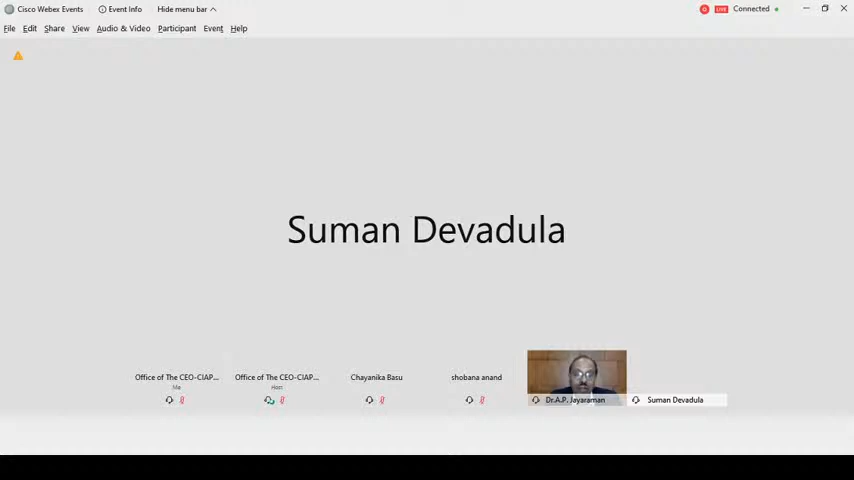 Cisco Webex Events Event Info Hide menu bar LIVE Connected
File Edit Share View Audio & Video Participant Event Help
Suman Devadula
Office of The CEO-CIAP... Office of The CEO-CIAP... Chayanika Basu shobana anand
Me Host
Dr.A.P. Jayaraman Suman Devadula